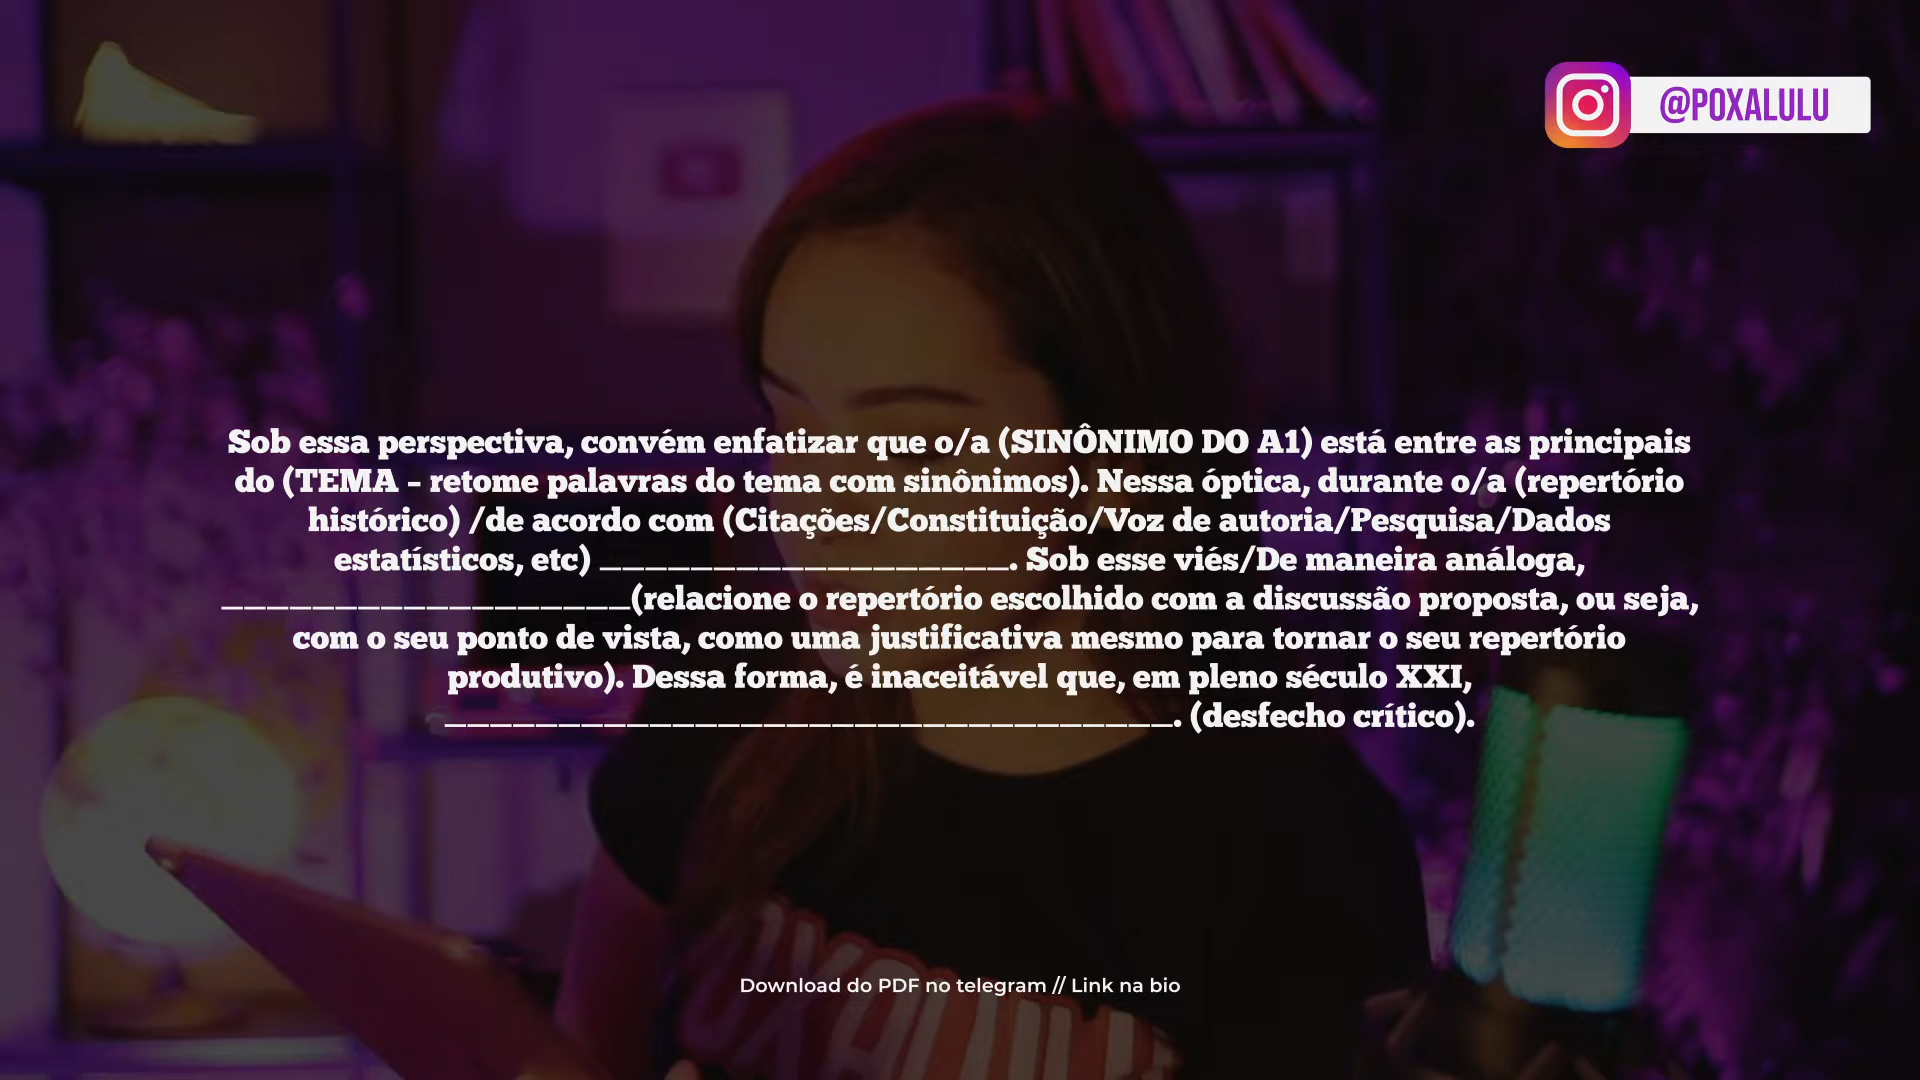 @POXALULU
Sob essa perspectiva, convém enfatizar que o/a (SINÔNIMO DO A1) está entre as principais
do (TEMA – retome palavras do tema com sinônimos). Nessa óptica, durante o/a (repertório
histórico) /de acordo com (Citações/Constituição/Voz de autoria/Pesquisa/Dados
estatísticos, etc) __________________. Sob esse viés/De maneira análoga,
__________________(relacione o repertório escolhido com a discussão proposta, ou seja,
com o seu ponto de vista, como uma justificativa mesmo para tornar o seu repertório
produtivo). Dessa forma, é inaceitável que, em pleno século XXI,
________________________________. (desfecho crítico).
Download do PDF no telegram // Link na bio